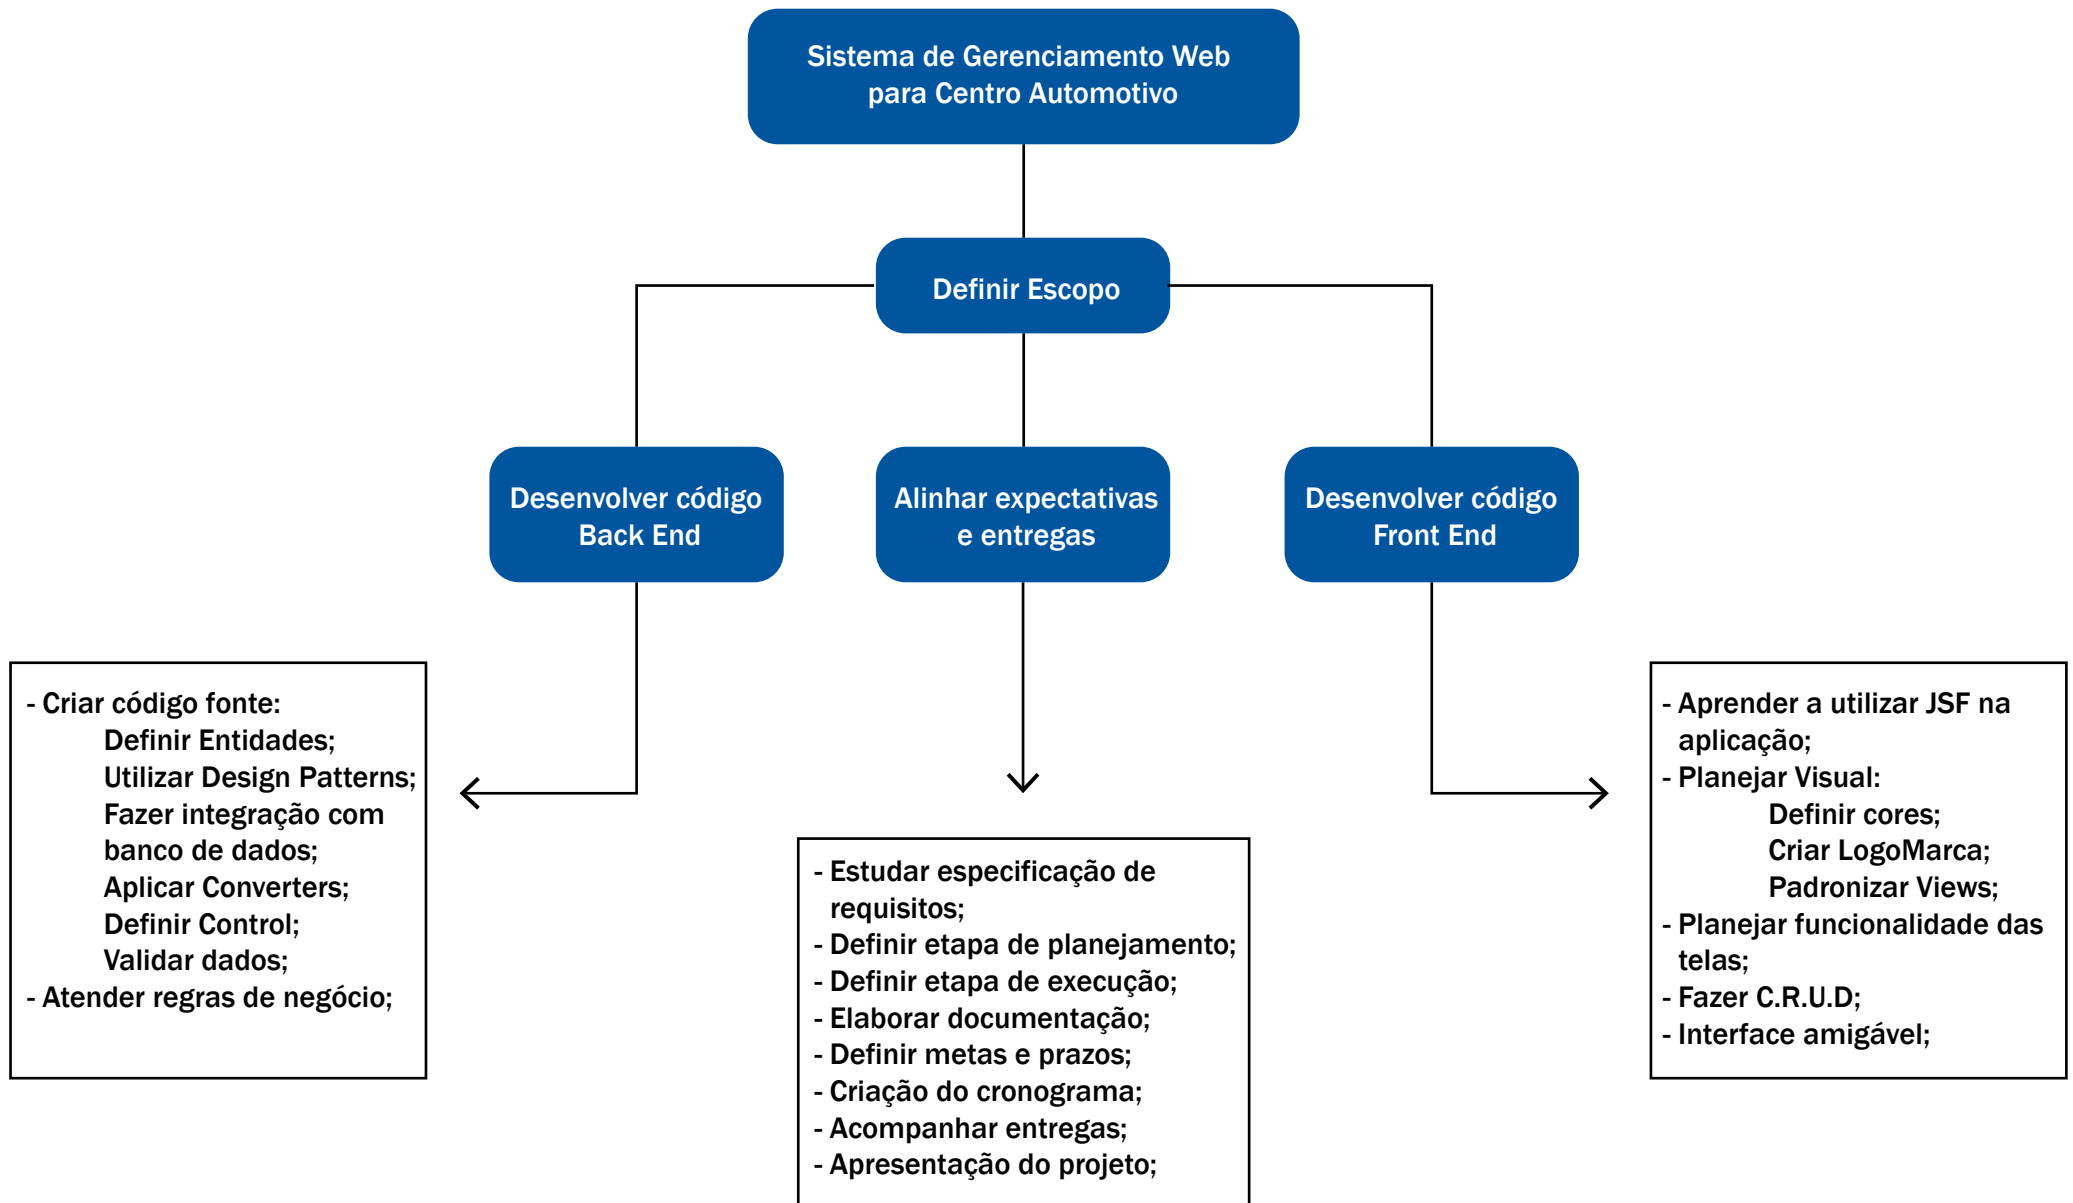 Sistema de Gerenciamento Web
para Centro Automotivo
Definir Escopo
Desenvolver código
Back End
Alinhar expectativas
e entregas
Desenvolver código
Front End
- Criar código fonte:
Definir Entidades;
Utilizar Design Patterns;
Fazer integração com
banco de dados;
Aplicar Converters;
Definir Control;
Validar dados;
- Atender regras de negócio;
- Estudar especificação de
requisitos;
- Definir etapa de planejamento;
- Definir etapa de execução;
- Elaborar documentação;
- Definir metas e prazos;
- Criação do cronograma;
- Acompanhar entregas;
- Apresentação do projeto;
- Aprender a utilizar JSF na
aplicação;
- Planejar Visual:
Definir cores;
Criar LogoMarca;
Padronizar Views;
- Planejar funcionalidade das
telas;
- Fazer C.R.U.D;
- Interface amigável;